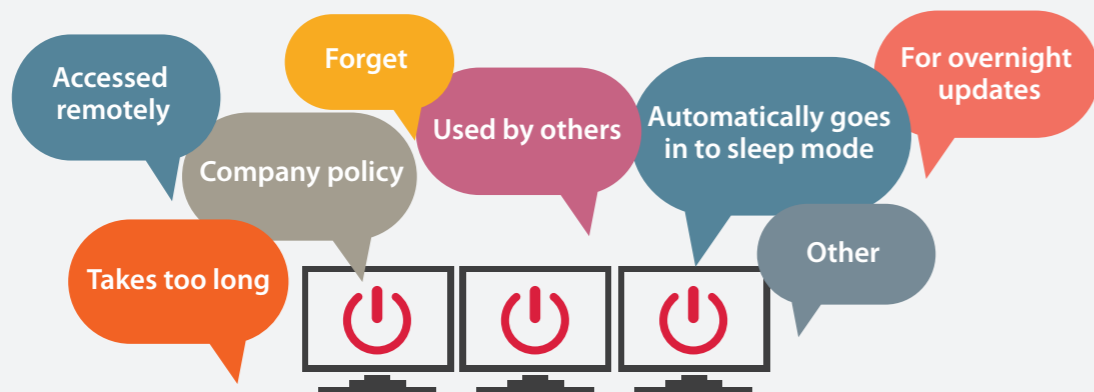 Accessed
remotely
Forget
For overnight
updates
Company policy
Used by others
Automatically goes
in to sleep mode
Takes too long
Other